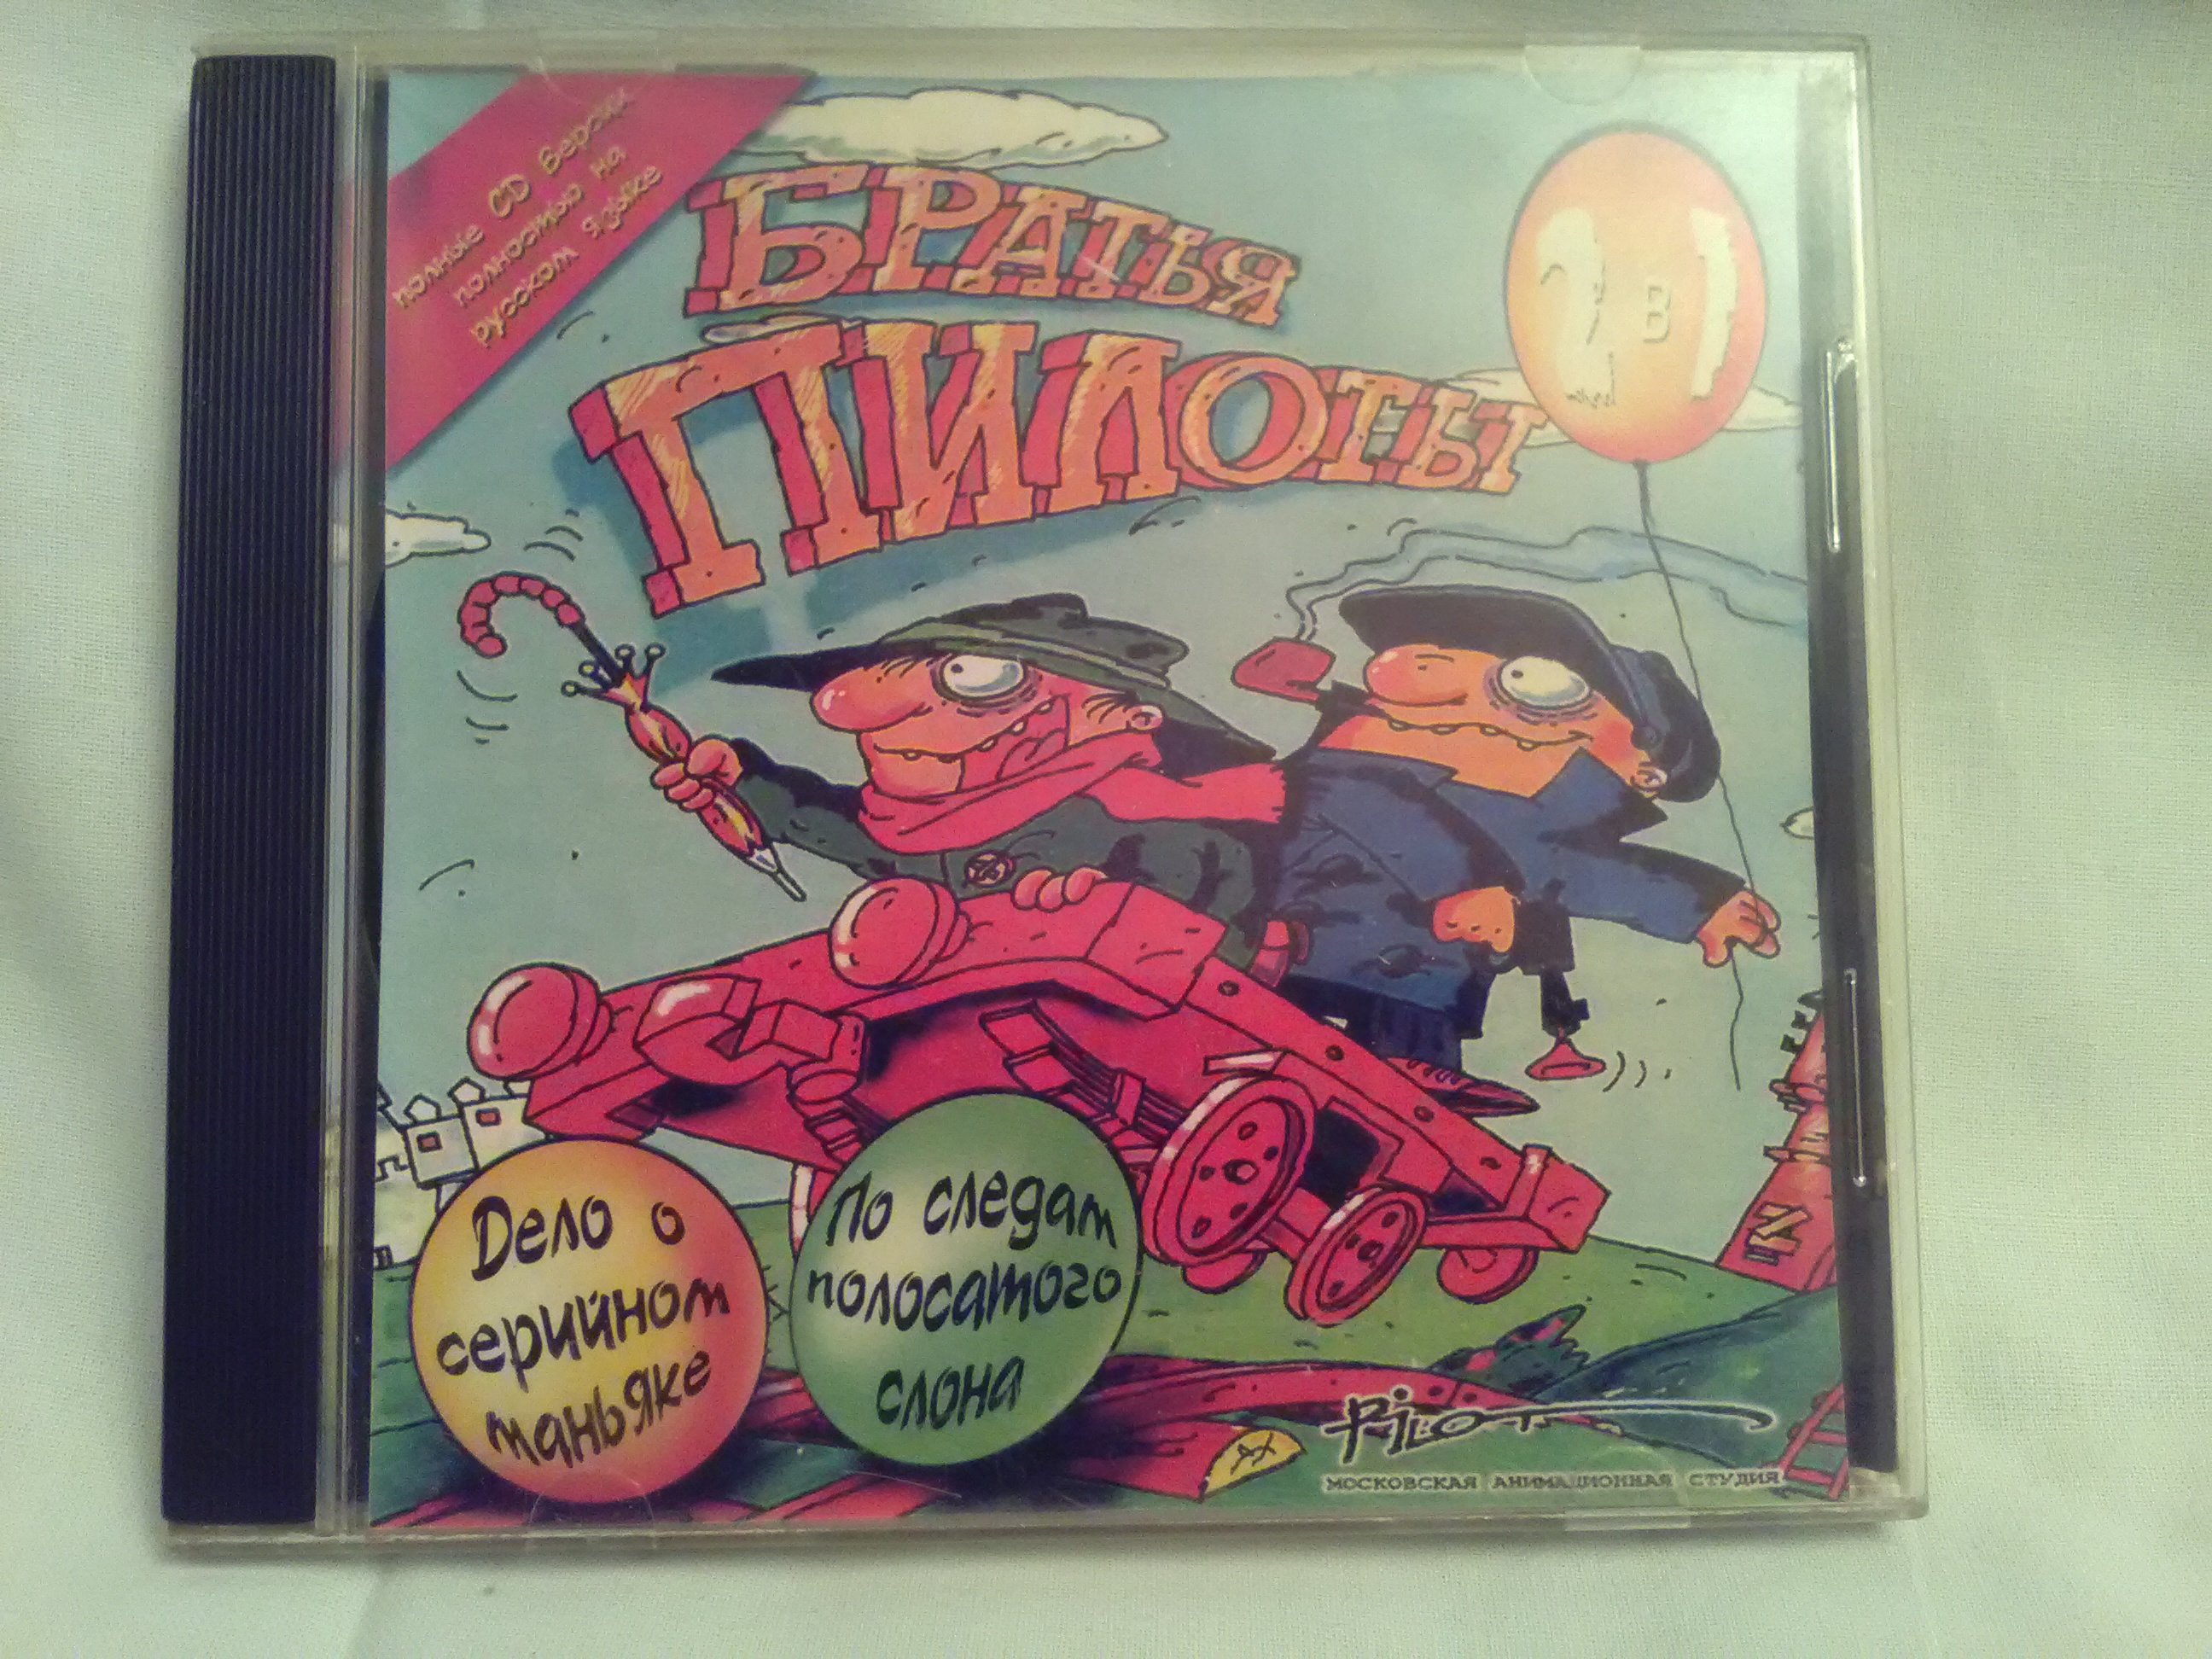 полные CD версии
полностью на
русском языке
БРАТЬЯ
ПИЛОТЫ
2 в 1
Дело о
серийном
маньяке
По следам
полосатого
слона
PiLOT
МОСКОВСКАЯ АНИМАЦИОННАЯ СТУДИЯ